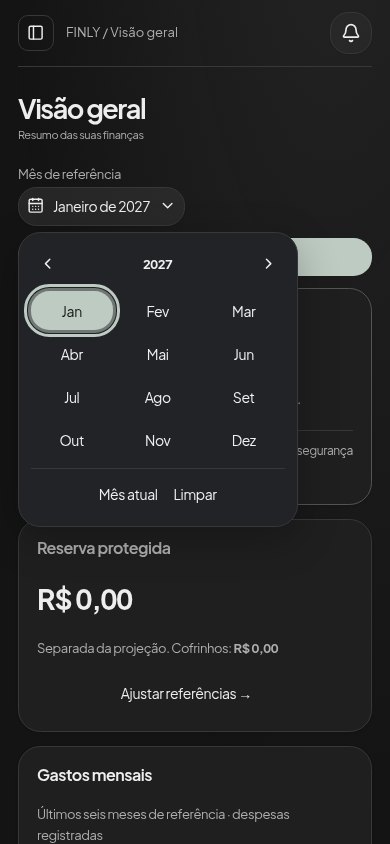 FINLY / Visão geral
Visão geral
Resumo das suas finanças
Mês de referência
Janeiro de 2027
2027
Jan Fev Mar
Abr Mai Jun
Jul Ago Set
Out Nov Dez
segurança
Mês atual Limpar
Reserva protegida
R$ 0,00
Separada da projeção. Cofrinhos: R$ 0,00
Ajustar referências →
Gastos mensais
Últimos seis meses de referência · despesas
registradas